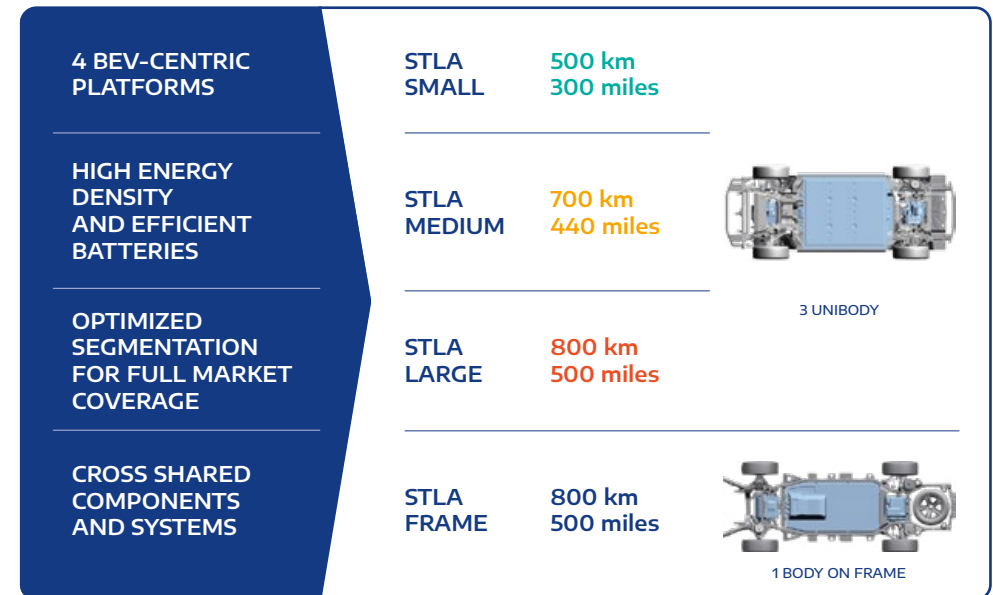 4 BEV-CENTRIC
PLATFORMS
HIGH ENERGY
DENSITY
AND EFFICIENT
BATTERIES
OPTIMIZED
SEGMENTATION
FOR FULL MARKET
COVERAGE
CROSS SHARED
COMPONENTS
AND SYSTEMS
STLA
SMALL
500 km
300 miles
STLA
MEDIUM
700 km
440 miles
STLA
LARGE
800 km
500 miles
3 UNIBODY
STLA
FRAME
800 km
500 miles
1 BODY ON FRAME